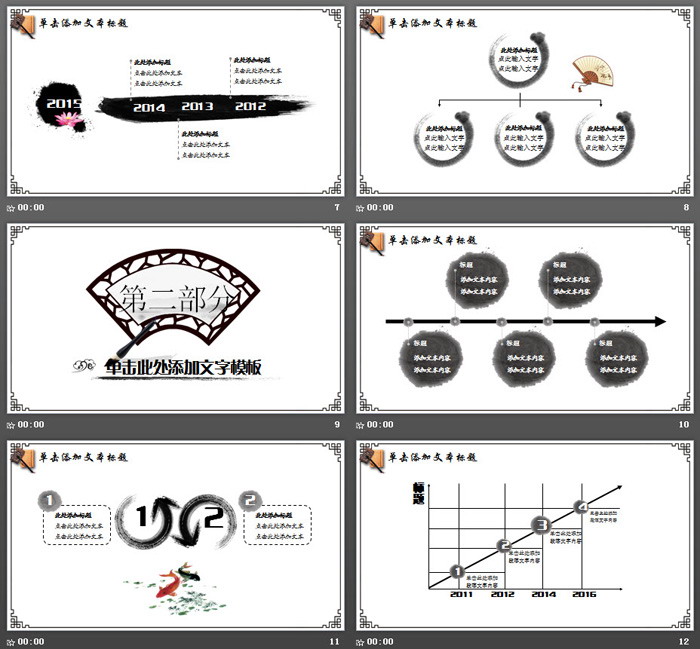 单击添加文本标题
此处添加标题
点击此处添加文本
点击此处添加文本
此处添加标题
点击此处添加文本
点击此处添加文本
2015
2014
2013
2012
此处添加标题
点击此处添加文本
点击此处添加文本
00:00
7
单击添加文本标题
此处添加标题
点此输入文字
点此输入文字
此处添加标题
点此输入文字
点此输入文字
此处添加标题
点此输入文字
点此输入文字
此处添加标题
点此输入文字
点此输入文字
00:00
8
第二部分
单击此处添加文字模板
00:00
9
单击添加文本标题
标题
添加文本内容
添加文本内容
标题
添加文本内容
添加文本内容
标题
添加文本内容
添加文本内容
标题
添加文本内容
添加文本内容
标题
添加文本内容
添加文本内容
00:00
10
单击添加文本标题
1
此处添加标题
点击此处添加文本
点击此处添加文本
1
2
2
此处添加标题
点击此处添加文本
点击此处添加文本
00:00
11
单击添加文本标题
标题
4
单击此处添加
段落文字内容
3
单击此处添加
段落文字内容
2
单击此处添加
段落文字内容
1
单击此处添加
段落文字内容
2011
2012
2014
2016
00:00
12